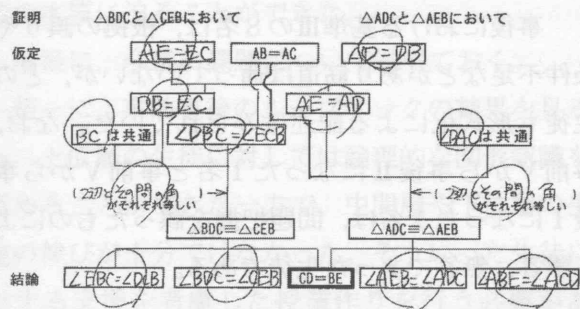 証明 △BDCと△CEBにおいて △ADCと△AEBにおいて
仮定 AE=EC AB=AC AD=DB
DB=EC AE=AD
BCは共通 ∠DBC=∠ECB ∠DACは共通
(2辺とその間の角がそれぞれ等しい) (2辺とその間の角がそれぞれ等しい)
△BDC≡△CEB △ADC≡△AEB
結論 ∠EBC=∠DCB ∠BDC=∠CEB CD=BE ∠AEB=∠ADC ∠ABE=∠ACD